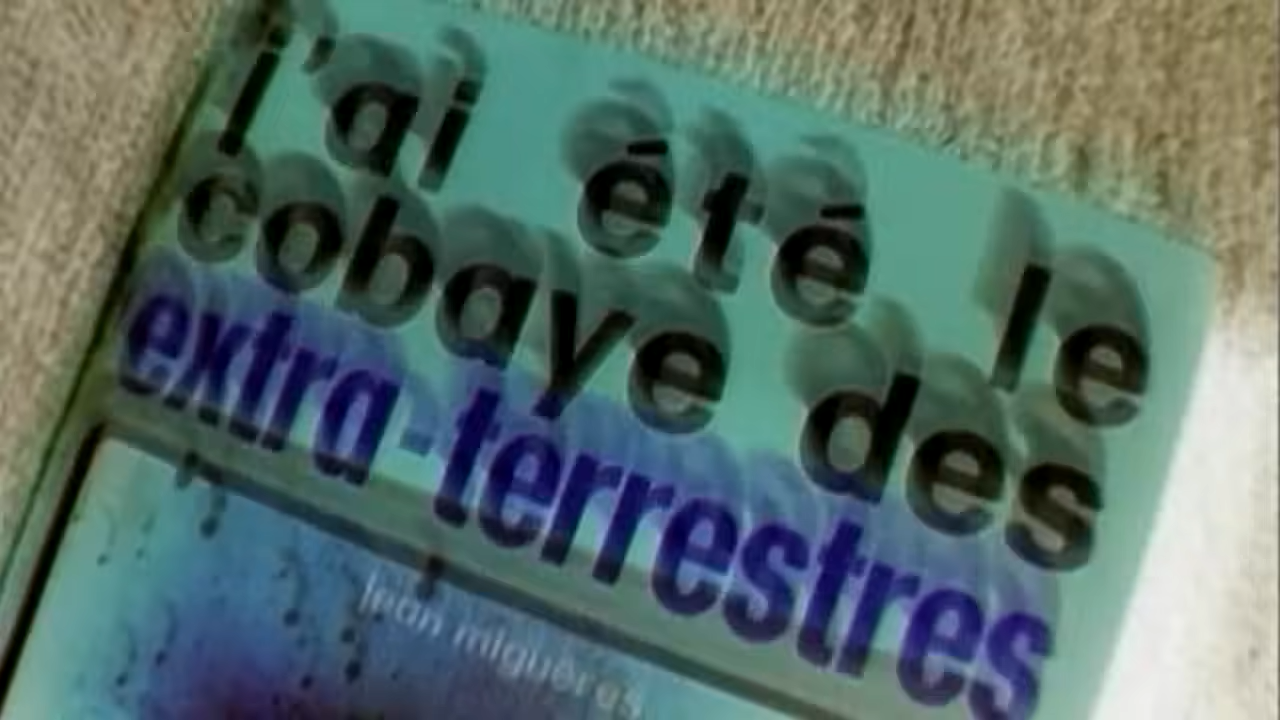 j'ai été le
cobaye des
extra-terrestres
jean miguères